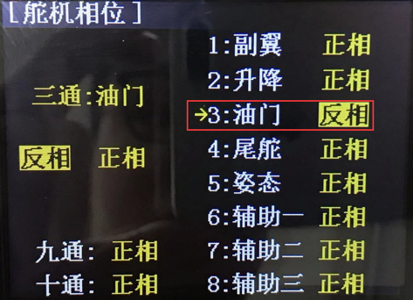 [舵机相位]
三通:油门
反相 正相
九通: 正相
十通: 正相
1:副翼 正相
2:升降 正相
→3:油门 反相
4:尾舵 正相
5:姿态 正相
6:辅助一 正相
7:辅助二 正相
8:辅助三 正相